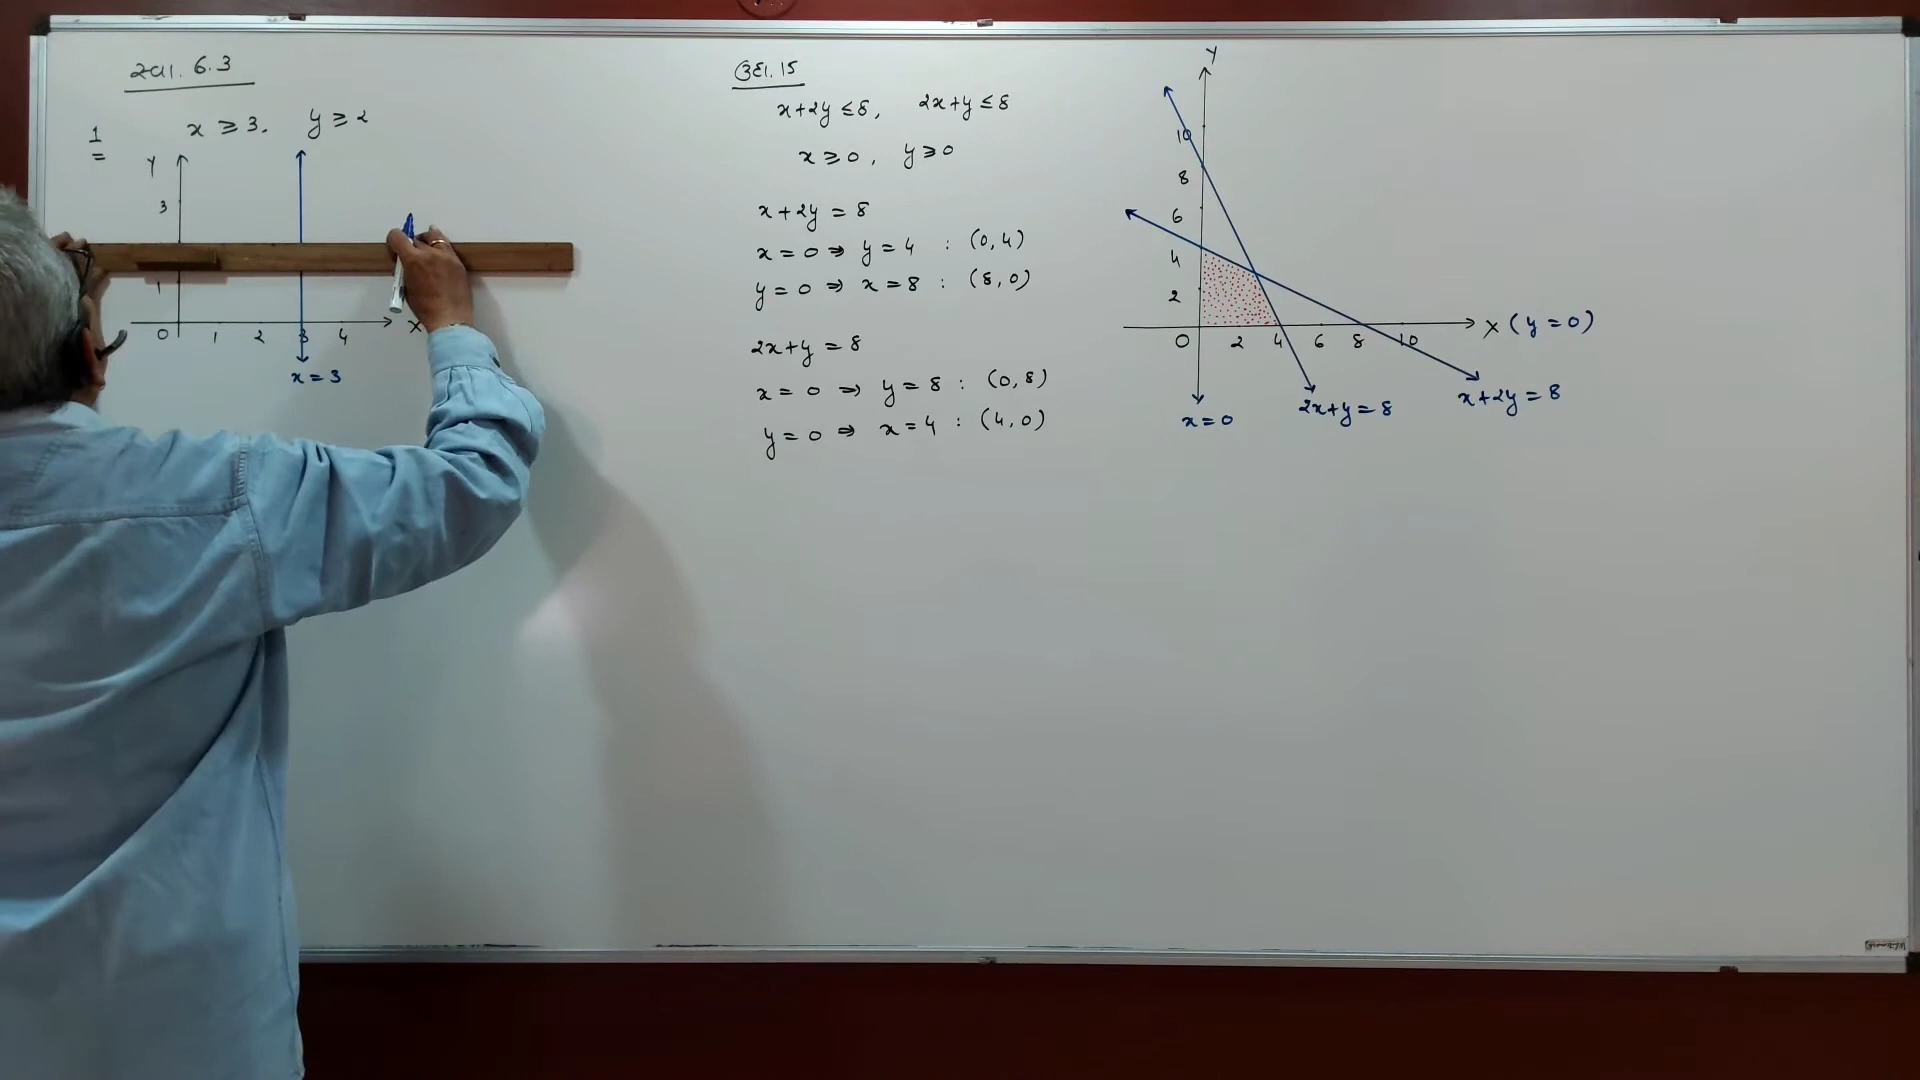 સ્વા. 6.3
1
x ≥ 3, y ≥ 2
Y
3
1
0 1 2 3 4 X
x = 3
ઉદા. 15
x+2y ≤ 8, 2x+y ≤ 8
x ≥ 0, y ≥ 0
x+2y = 8
x = 0 ⇒ y = 4 : (0, 4)
y = 0 ⇒ x = 8 : (8, 0)
2x+y = 8
x = 0 ⇒ y = 8 : (0, 8)
y = 0 ⇒ x = 4 : (4, 0)
Y
10
8
6
4
2
0 2 4 6 8 10 X (y = 0)
x = 0
2x+y = 8
x+2y = 8